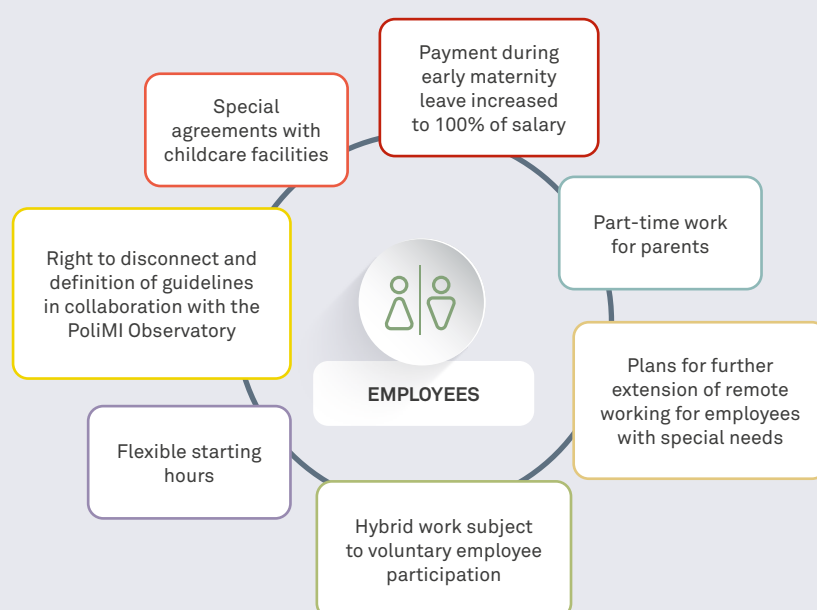 Payment during
early maternity
leave increased
to 100% of salary
Special
agreements with
childcare facilities
Part-time work
for parents
Right to disconnect and
definition of guidelines
in collaboration with the
PoliMI Observatory
EMPLOYEES
Plans for further
extension of remote
working for employees
with special needs
Flexible starting
hours
Hybrid work subject
to voluntary employee
participation